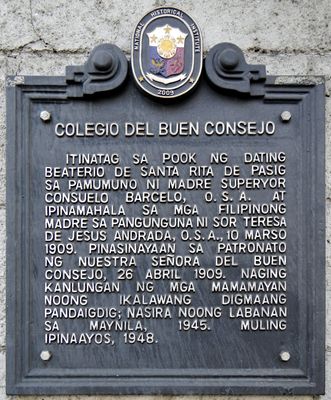 NATIONAL HISTORICAL INSTITUTE
2009
COLEGIO DEL BUEN CONSEJO
ITINATAG SA POOK NG DATING
BEATERIO DE SANTA RITA DE PASIG
SA PAMUMUNO NI MADRE SUPERYOR
CONSUELO BARCELO, O.S.A. AT
IPINAMAHALA SA MGA FILIPINONG
MADRE SA PANGUNGUNA NI SOR TERESA
DE JESUS ANDRADA, O.S.A., 10 MARSO
1909. PINASINAYAAN SA PATRONATO
NG NUESTRA SEÑORA DEL BUEN
CONSEJO, 26 ABRIL 1909. NAGING
KANLUNGAN NG MGA MAMAMAYAN
NOONG IKALAWANG DIGMAANG
PANDAIGDIG; NASIRA NOONG LABANAN
SA MAYNILA, 1945. MULING
IPINAAYOS, 1948.